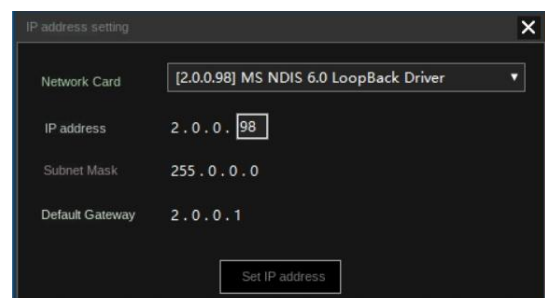 IP address setting
Network Card [2.0.0.98] MS NDIS 6.0 LoopBack Driver
IP address 2 . 0 . 0 . 98
Subnet Mask 255 . 0 . 0 . 0
Default Gateway 2 . 0 . 0 . 1
Set IP address